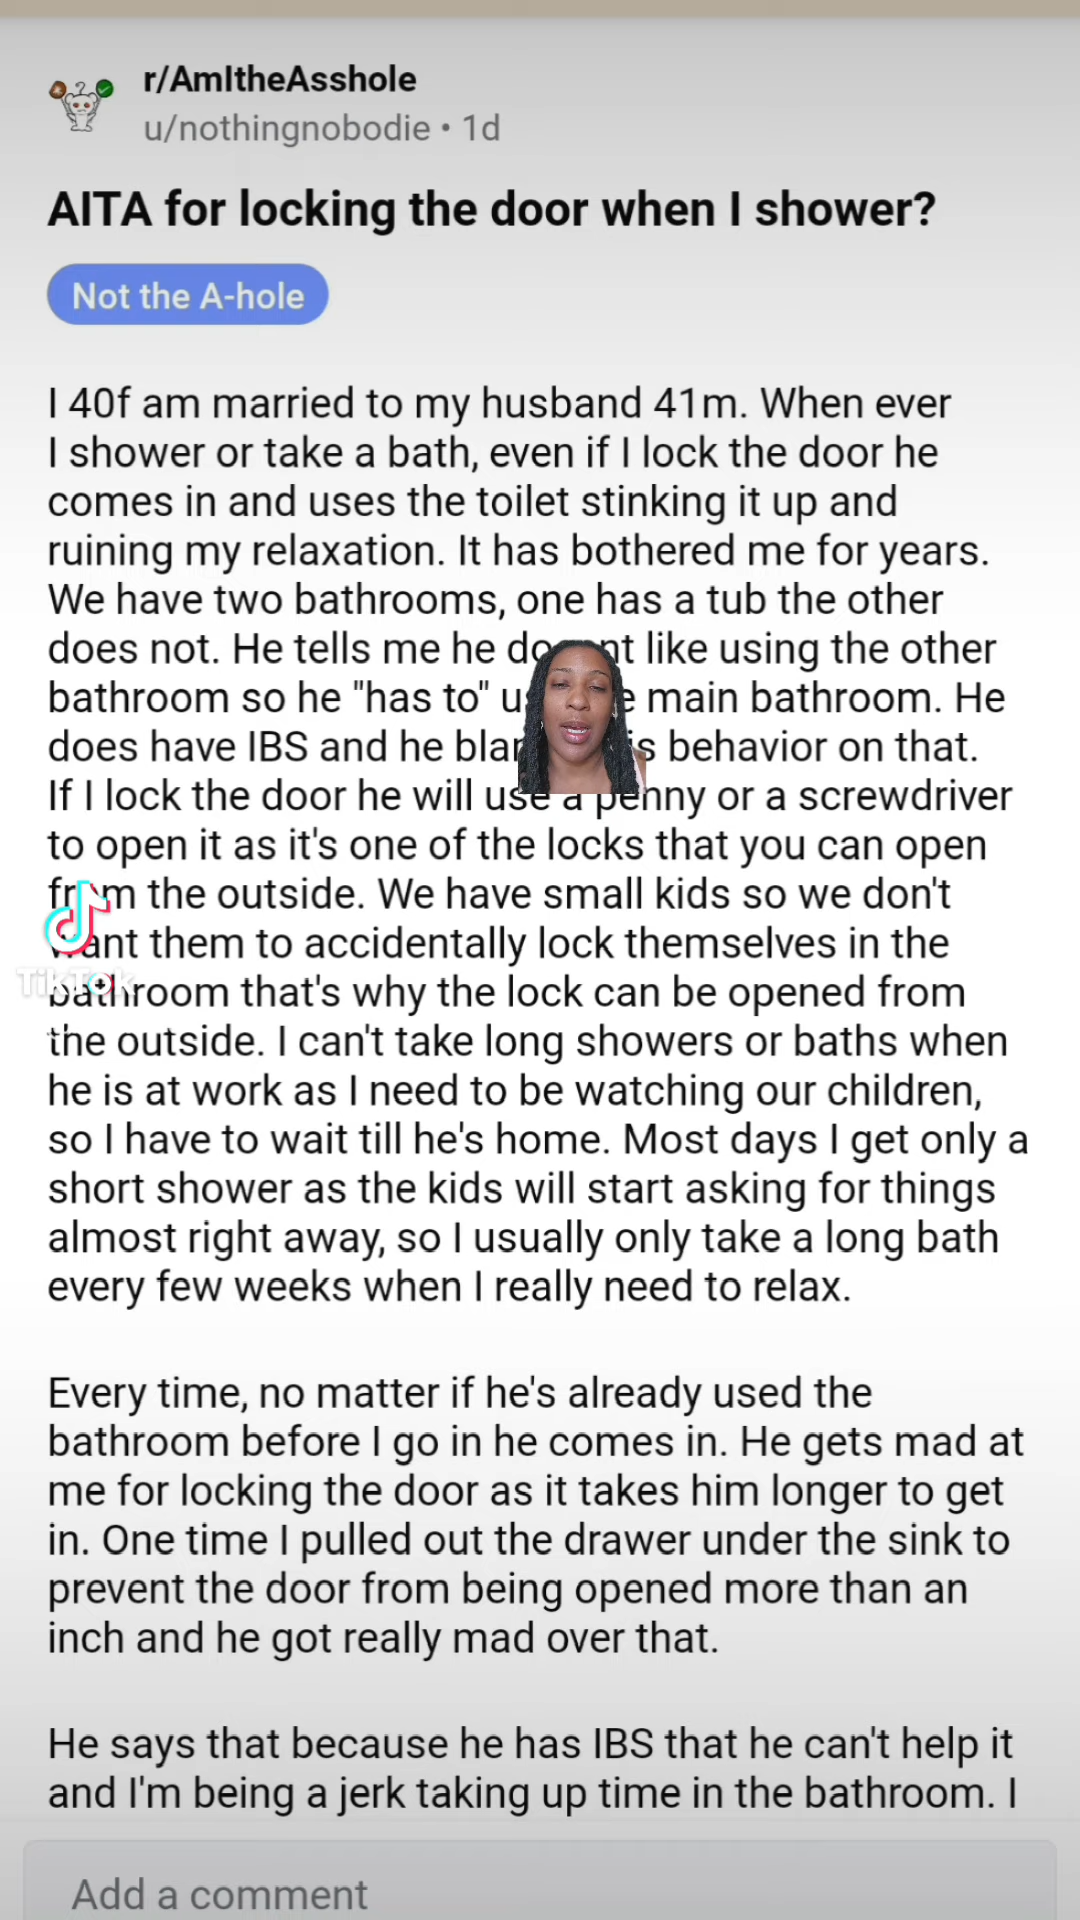 r/AmItheAsshole
u/nothingnobodie • 1d
AITA for locking the door when I shower?
Not the A-hole
I 40f am married to my husband 41m. When ever
I shower or take a bath, even if I lock the door he
comes in and uses the toilet stinking it up and
ruining my relaxation. It has bothered me for years.
We have two bathrooms, one has a tub the other
does not. He tells me he like using the other
bathroom so he "has to" main bathroom. He
does have IBS and he behavior on that.
If I lock the door he will use a penny or a screwdriver
to open it as it's one of the locks that you can open
from the outside. We have small kids so we don't
want them to accidentally lock themselves in the
bathroom that's why the lock can be opened from
the outside. I can't take long showers or baths when
he is at work as I need to be watching our children,
so I have to wait till he's home. Most days I get only a
short shower as the kids will start asking for things
almost right away, so I usually only take a long bath
every few weeks when I really need to relax.
Every time, no matter if he's already used the
bathroom before I go in he comes in. He gets mad at
me for locking the door as it takes him longer to get
in. One time I pulled out the drawer under the sink to
prevent the door from being opened more than an
inch and he got really mad over that.
He says that because he has IBS that he can't help it
and I'm being a jerk taking up time in the bathroom. I
Add a comment
TikTok